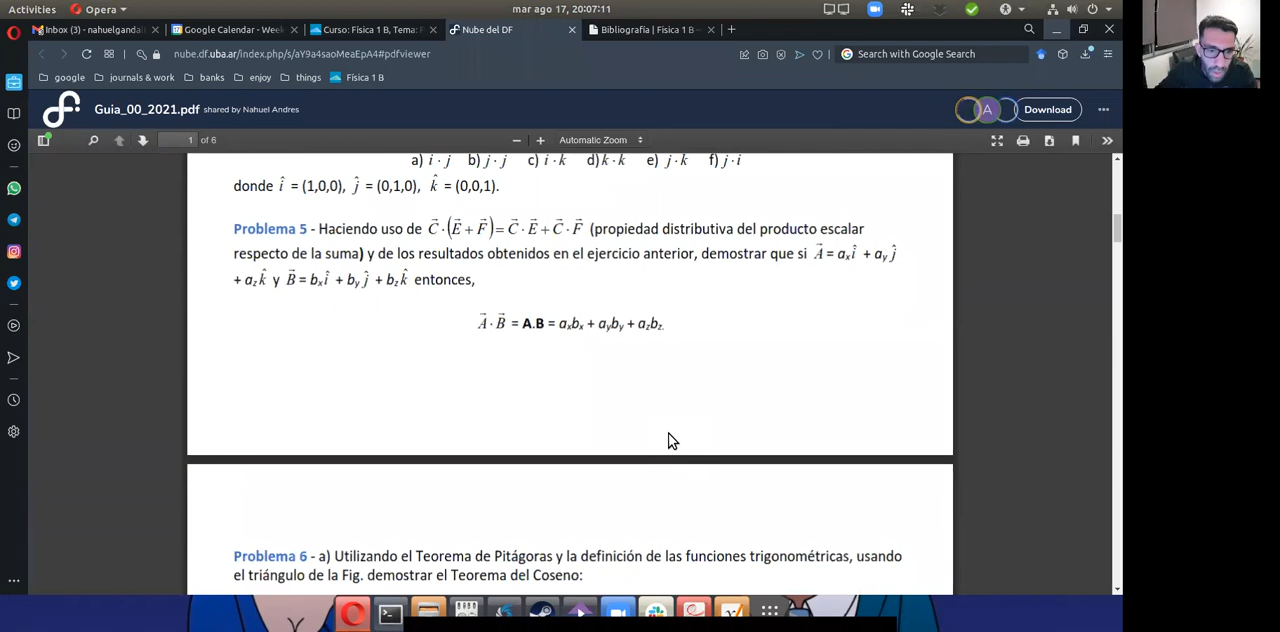 Activities Opera mar ago 17, 20:07:11
Inbox (3) - nahuelganda Google Calendar - Week Curso: Física 1 B, Tema: F Nube del DF Bibliografía | Física 1 B –
nube.df.uba.ar/index.php/s/aY9a4saoMeaEpA4#pdfviewer Search with Google Search
google journals & work banks enjoy things Física 1 B
Guia_00_2021.pdf shared by Nahuel Andres A Download
1 of 6 Automatic Zoom
a) i · j b) j · j c) i · k d) k · k e) j · k f) j · i
donde î = (1,0,0), ĵ = (0,1,0), k̂ = (0,0,1).
Problema 5 - Haciendo uso de C⃗ · (E⃗ + F⃗) = C⃗ · E⃗ + C⃗ · F⃗ (propiedad distributiva del producto escalar
respecto de la suma) y de los resultados obtenidos en el ejercicio anterior, demostrar que si A⃗ = aₓî + a_yĵ
+ a_zk̂ y B⃗ = bₓî + b_yĵ + b_zk̂ entonces,
A⃗ · B⃗ = A.B = aₓbₓ + a_yb_y + a_zb_z.
Problema 6 - a) Utilizando el Teorema de Pitágoras y la definición de las funciones trigonométricas, usando
el triángulo de la Fig. demostrar el Teorema del Coseno: